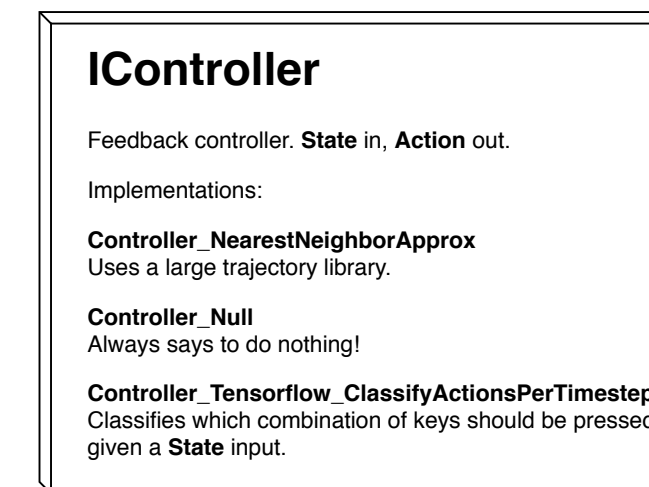 IController
Feedback controller. State in, Action out.
Implementations:
Controller_NearestNeighborApprox
Uses a large trajectory library.
Controller_Null
Always says to do nothing!
Controller_Tensorflow_ClassifyActionsPerTimestep
Classifies which combination of keys should be pressed
given a State input.